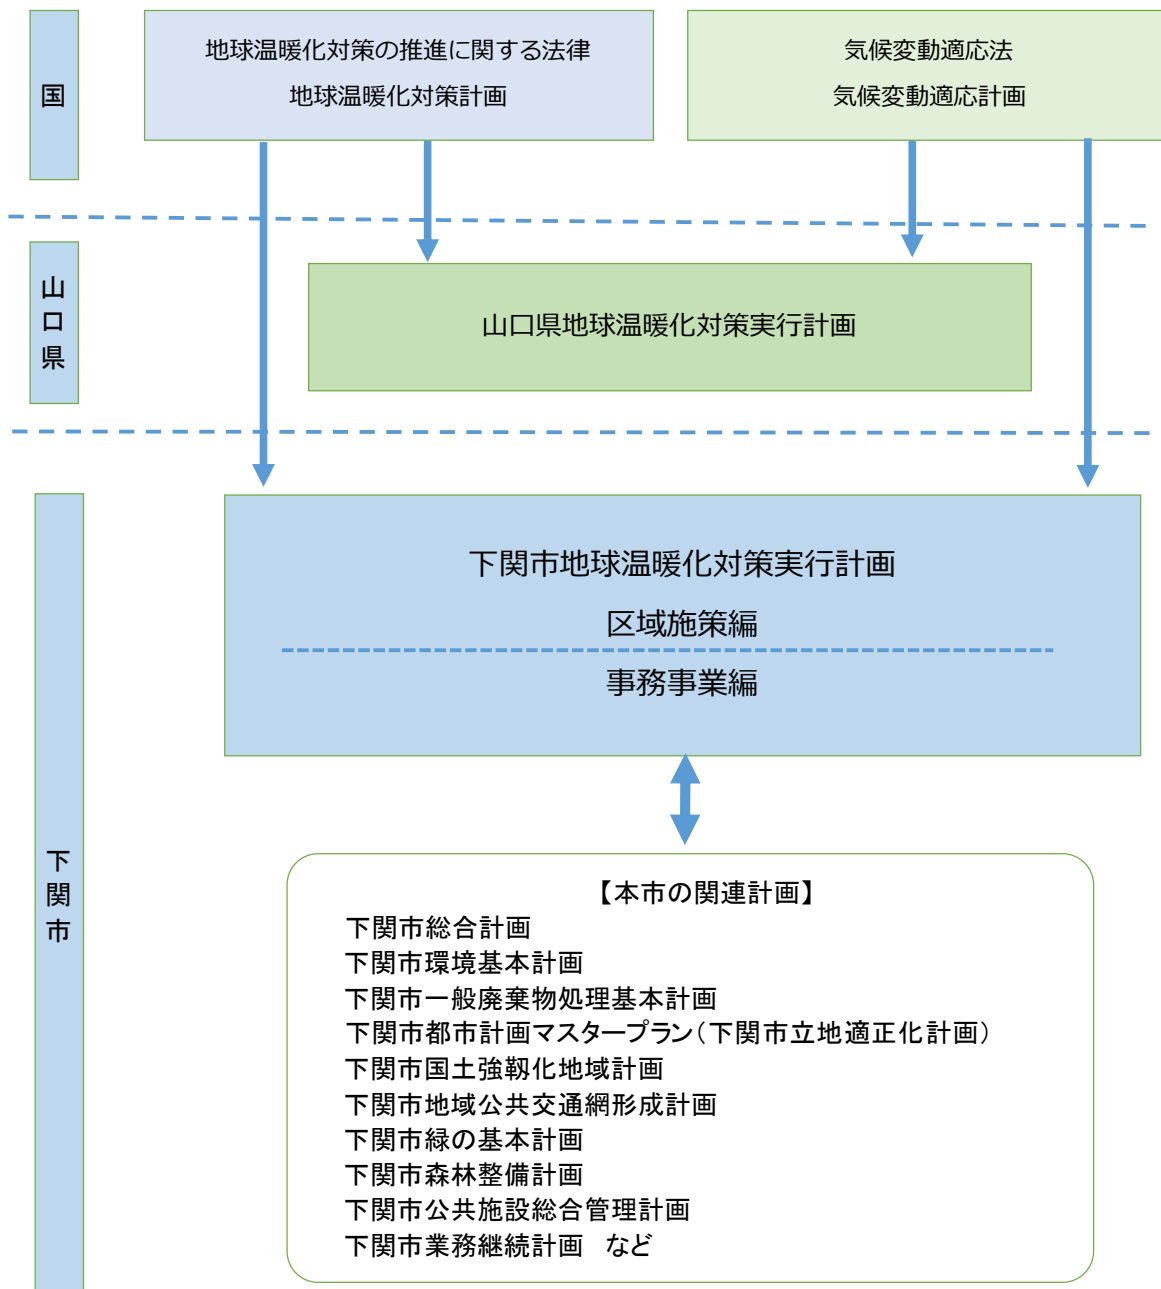 国
地球温暖化対策の推進に関する法律
地球温暖化対策計画
気候変動適応法
気候変動適応計画
山口県
山口県地球温暖化対策実行計画
下関市
下関市地球温暖化対策実行計画
区域施策編
事務事業編
【本市の関連計画】
下関市総合計画
下関市環境基本計画
下関市一般廃棄物処理基本計画
下関市都市計画マスタープラン（下関市立地適正化計画）
下関市国土強靱化地域計画
下関市地域公共交通網形成計画
下関市緑の基本計画
下関市森林整備計画
下関市公共施設総合管理計画
下関市業務継続計画　など